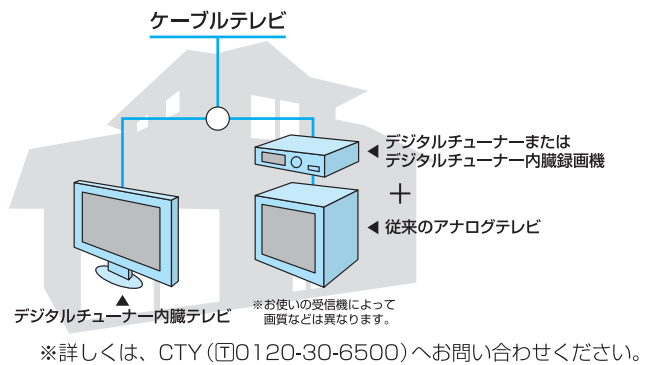 ケーブルテレビ
◀デジタルチューナーまたは
デジタルチューナー内臓録画機
＋
◀従来のアナログテレビ
▲
デジタルチューナー内臓テレビ
※お使いの受信機によって
画質などは異なります。
※詳しくは、CTY(🅃0120-30-6500)へお問い合わせください。